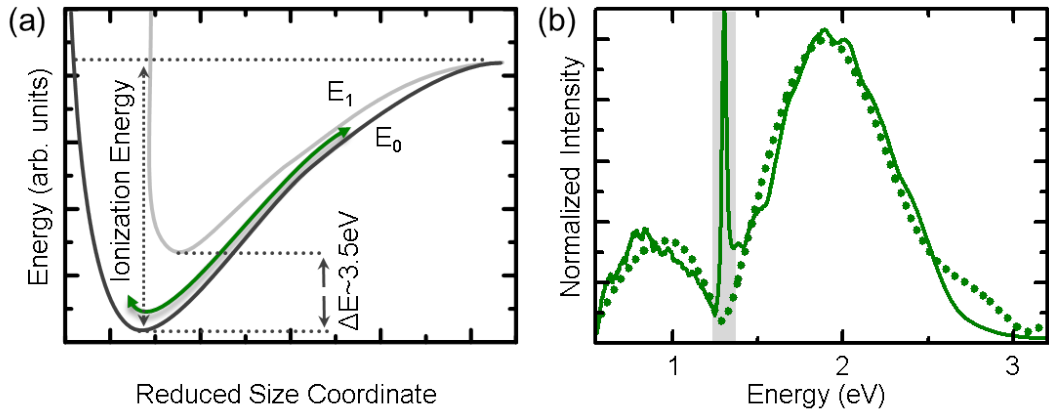 (a)
Energy (arb. units)
Ionization Energy
E1
E0
ΔE~3.5eV
Reduced Size Coordinate
(b)
Normalized Intensity
1 2 3
Energy (eV)